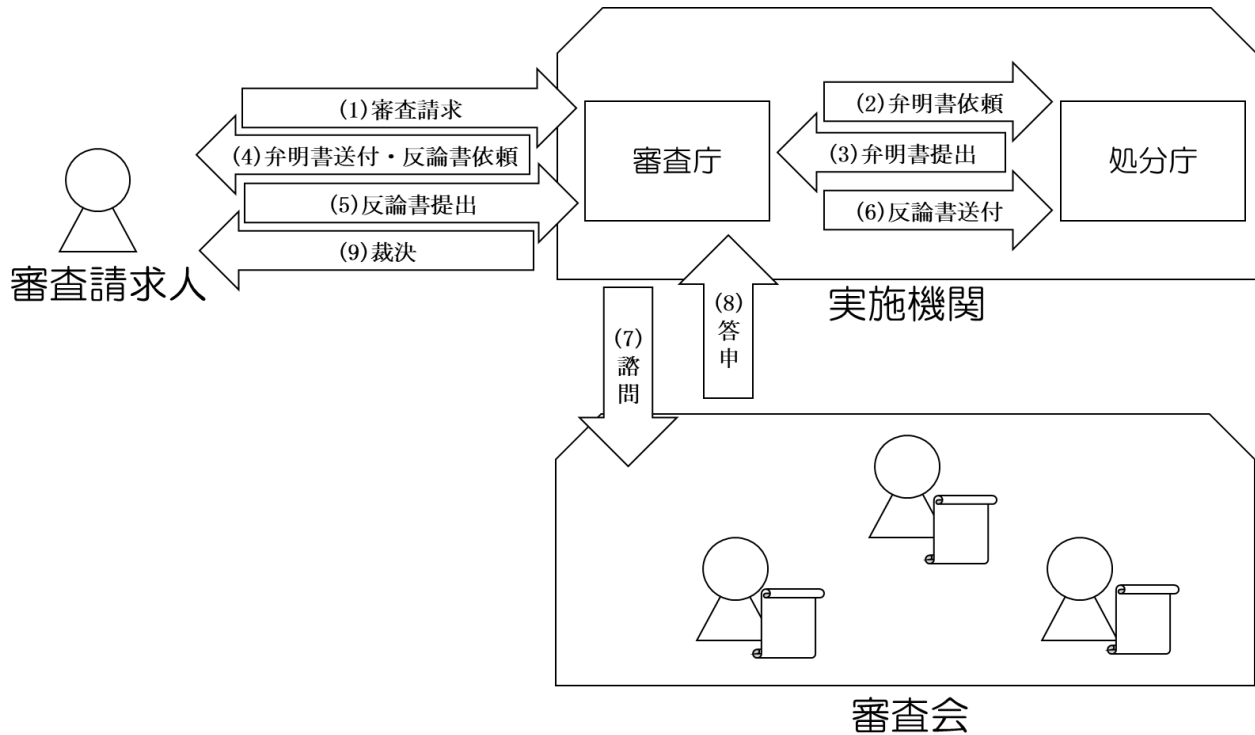 (1)審査請求
(2)弁明書依頼
(4)弁明書送付・反論書依頼
(3)弁明書提出
審査庁
処分庁
(5)反論書提出
(6)反論書送付
(9)裁決
審査請求人
実施機関
(7)諮問
(8)答申
審査会